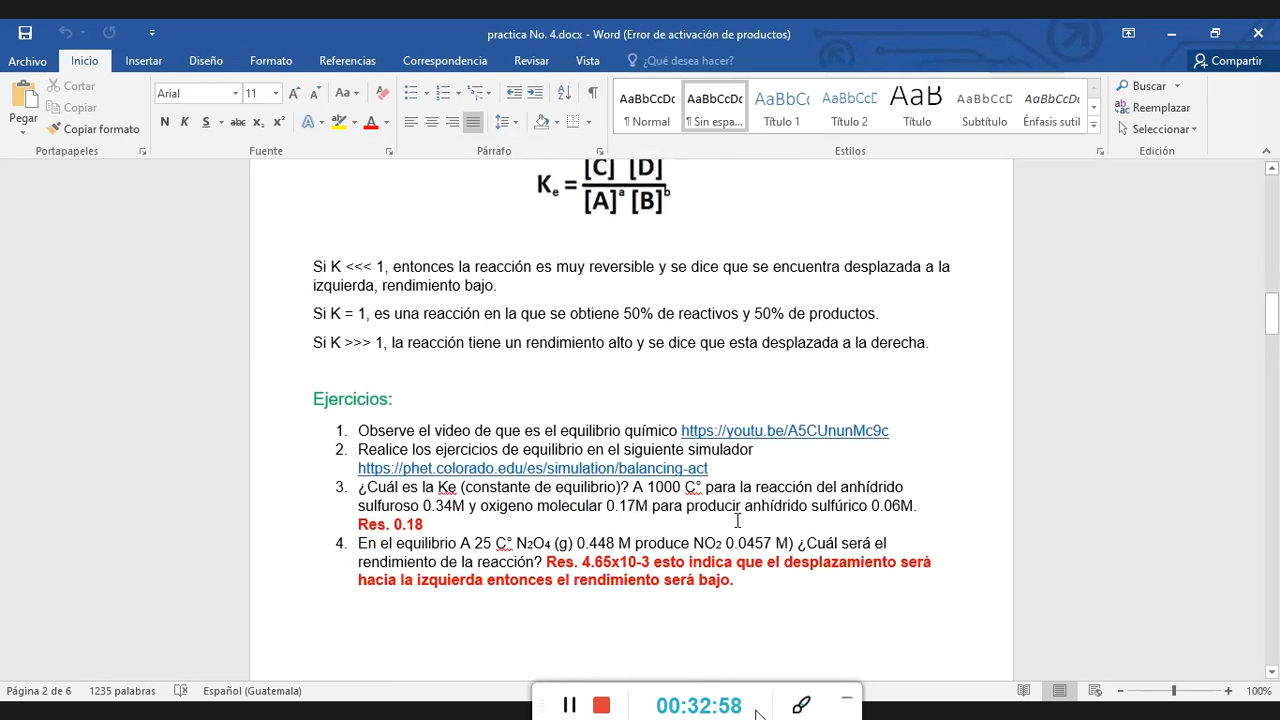 practica No. 4.docx - Word (Error de activación de productos)
Archivo Inicio Insertar Diseño Formato Referencias Correspondencia Revisar Vista ¿Qué desea hacer? Compartir
Pegar
Cortar
Copiar
Copiar formato
Portapapeles
Arial 11
Fuente
Párrafo
AaBbCcDc AaBbCcDc AaBbCcD AaBbCcD AaB AaBbCcD AaBbCcDc
¶ Normal ¶ Sin espa... Título 1 Título 2 Título Subtítulo Énfasis sutil
Estilos
Buscar
Reemplazar
Seleccionar
Edición
Ke = [C] [D]
[A]a [B]b
Si K <<< 1, entonces la reacción es muy reversible y se dice que se encuentra desplazada a la
izquierda, rendimiento bajo.
Si K = 1, es una reacción en la que se obtiene 50% de reactivos y 50% de productos.
Si K >>> 1, la reacción tiene un rendimiento alto y se dice que esta desplazada a la derecha.
Ejercicios:
1. Observe el video de que es el equilibrio químico https://youtu.be/A5CUnunMc9c
2. Realice los ejercicios de equilibrio en el siguiente simulador
https://phet.colorado.edu/es/simulation/balancing-act
3. ¿Cuál es la Ke (constante de equilibrio)? A 1000 C° para la reacción del anhídrido
sulfuroso 0.34M y oxigeno molecular 0.17M para producir anhídrido sulfúrico 0.06M.
Res. 0.18
4. En el equilibrio A 25 C° N2O4 (g) 0.448 M produce NO2 0.0457 M) ¿Cuál será el
rendimiento de la reacción? Res. 4.65x10-3 esto indica que el desplazamiento será
hacia la izquierda entonces el rendimiento será bajo.
Página 2 de 6 1235 palabras Español (Guatemala) 100%
00:32:58